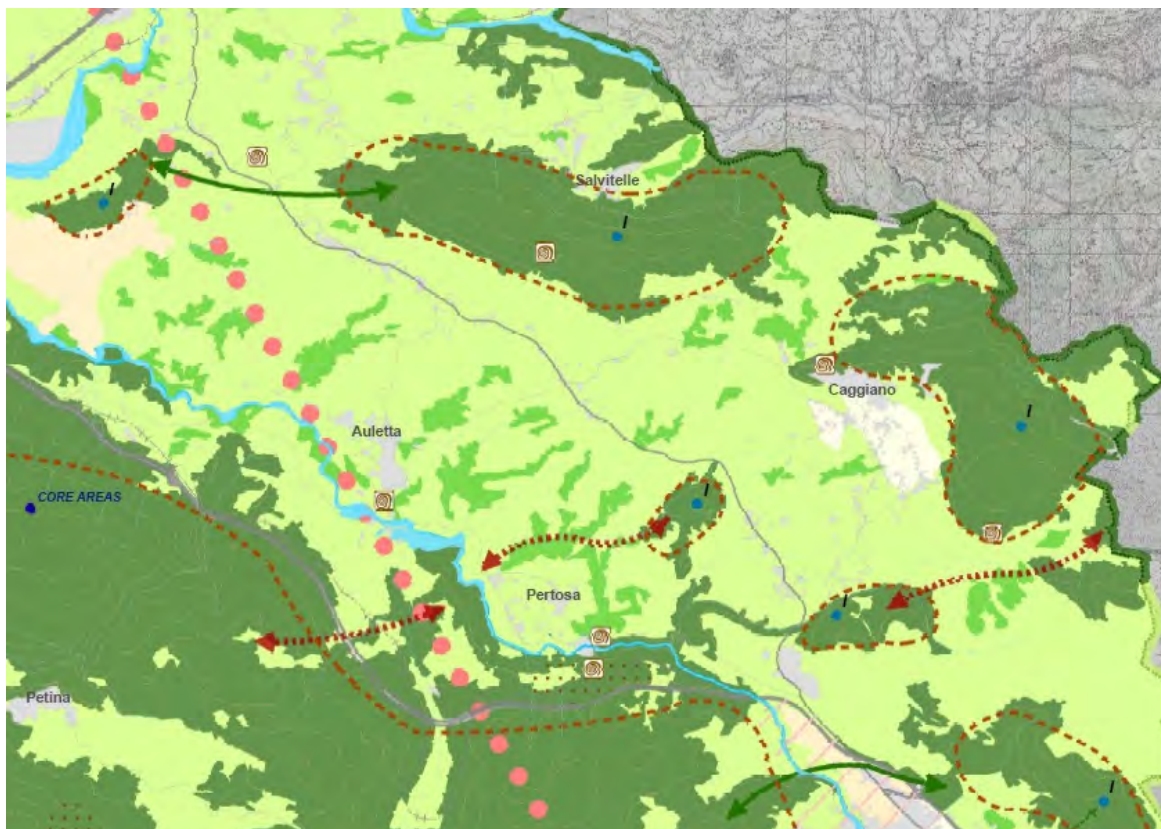 Salvitelle
I
I
Caggiano
I
Auletta
CORE AREAS
I
Pertosa
I
Petina
I